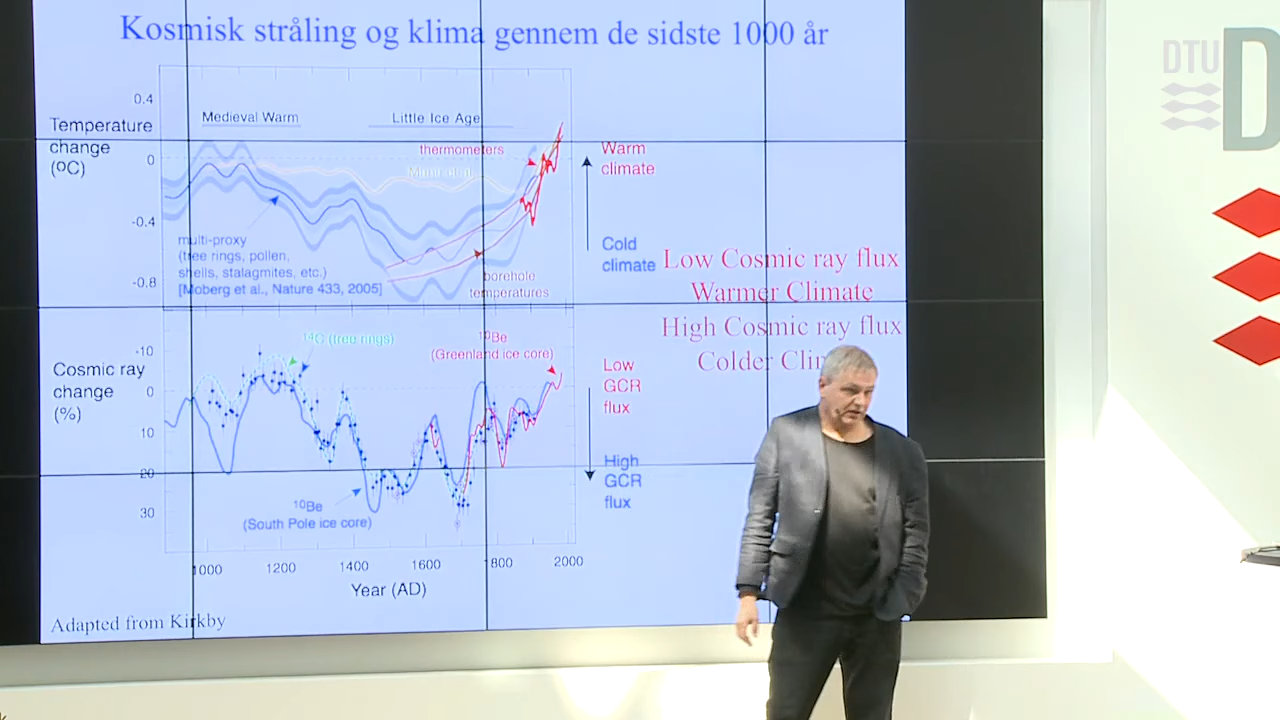 Kosmisk stråling og klima gennem de sidste 1000 år
DTU
D
0.4
Medieval Warm
Little Ice Age
Temperature
change
(ºC)
thermometers
Warm
climate
0
Mann et al.
-0.4
multi-proxy
(tree rings, pollen,
shells, stalagmites, etc.)
[Moberg et al., Nature 433, 2005]
Cold
climate
-0.8
borehole
temperatures
Low Cosmic ray flux
Warmer Climate
High Cosmic ray flux
Colder Clim
-10
¹⁴C (tree rings)
¹⁰Be
(Greenland ice core)
Cosmic ray
change
(%)
Low
GCR
flux
0
10
20
30
High
GCR
flux
¹⁰Be
(South Pole ice core)
1000 1200 1400 1600 1800 2000
Year (AD)
Adapted from Kirkby